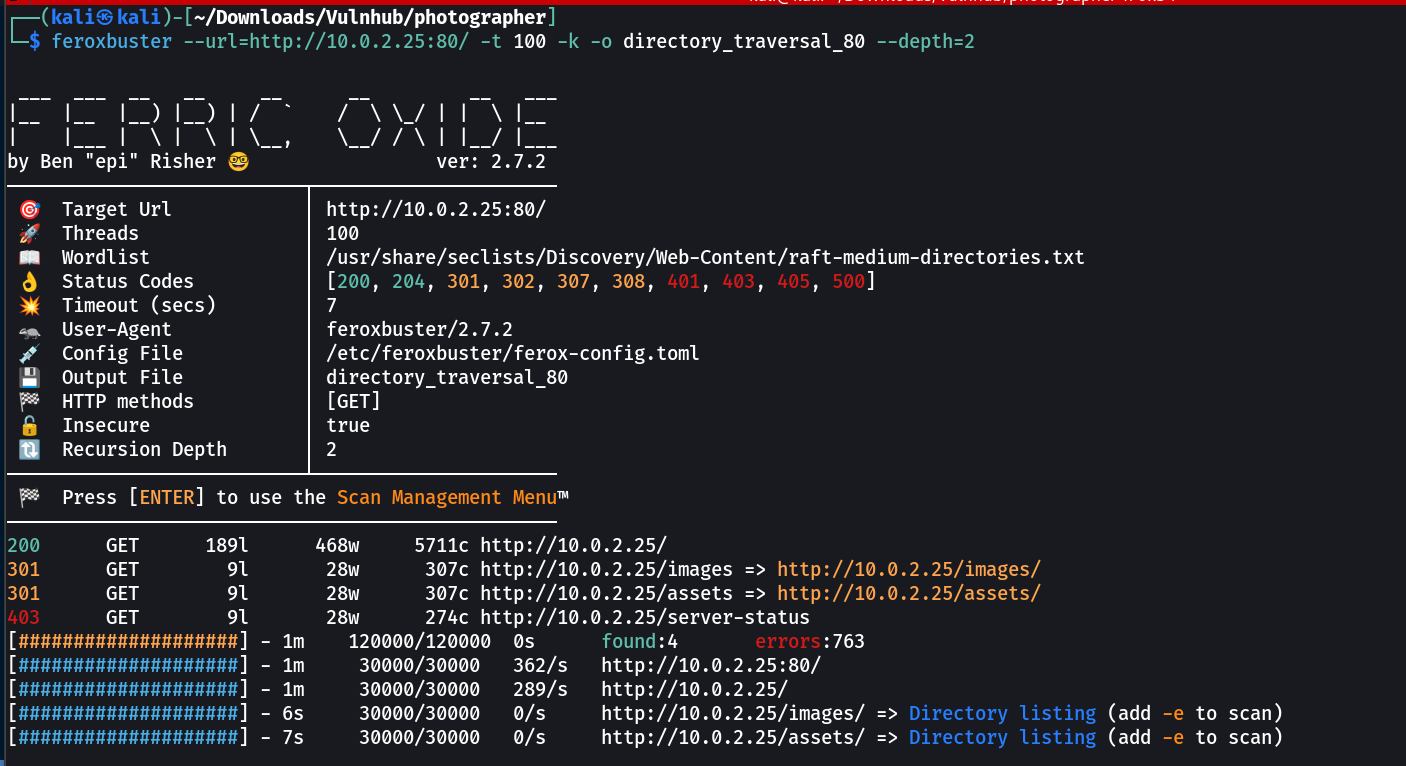 (kali㉿kali)-[~/Downloads/Vulnhub/photographer]
$ feroxbuster --url=http://10.0.2.25:80/ -t 100 -k -o directory_traversal_80 --depth=2
FERRIC OXIDE
by Ben "epi" Risher 🤓 ver: 2.7.2
🎯 Target Url │ http://10.0.2.25:80/
🚀 Threads │ 100
📖 Wordlist │ /usr/share/seclists/Discovery/Web-Content/raft-medium-directories.txt
👌 Status Codes │ [200, 204, 301, 302, 307, 308, 401, 403, 405, 500]
💥 Timeout (secs) │ 7
🦡 User-Agent │ feroxbuster/2.7.2
💉 Config File │ /etc/feroxbuster/ferox-config.toml
💾 Output File │ directory_traversal_80
🏁 HTTP methods │ [GET]
🔓 Insecure │ true
🔃 Recursion Depth │ 2
🏁 Press [ENTER] to use the Scan Management Menu™
200 GET 189l 468w 5711c http://10.0.2.25/
301 GET 9l 28w 307c http://10.0.2.25/images => http://10.0.2.25/images/
301 GET 9l 28w 307c http://10.0.2.25/assets => http://10.0.2.25/assets/
403 GET 9l 28w 274c http://10.0.2.25/server-status
[####################] - 1m 120000/120000 0s found:4 errors:763
[####################] - 1m 30000/30000 362/s http://10.0.2.25:80/
[####################] - 1m 30000/30000 289/s http://10.0.2.25/
[####################] - 6s 30000/30000 0/s http://10.0.2.25/images/ => Directory listing (add -e to scan)
[####################] - 7s 30000/30000 0/s http://10.0.2.25/assets/ => Directory listing (add -e to scan)